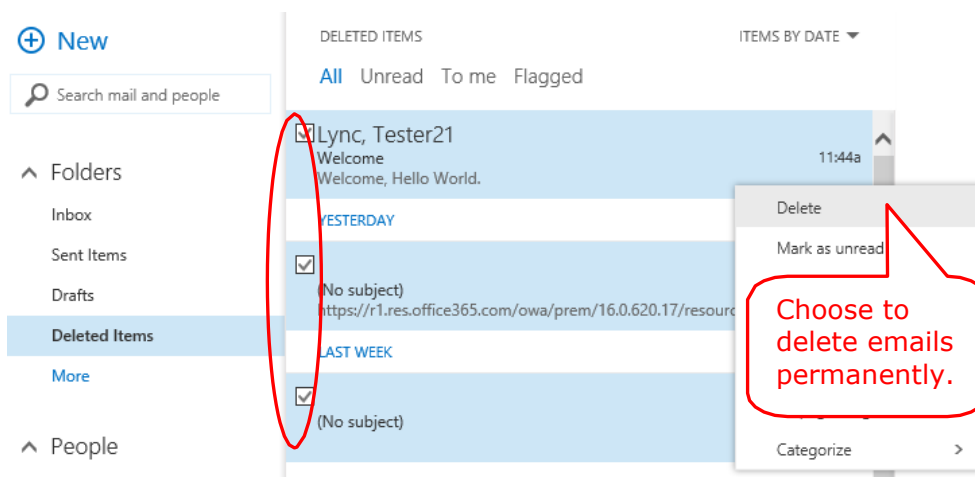 New
Search mail and people
Folders
Inbox
Sent Items
Drafts
Deleted Items
More
People
DELETED ITEMS
ITEMS BY DATE
All Unread To me Flagged
Lync, Tester21
Welcome
11:44a
Welcome, Hello World.
YESTERDAY
(No subject)
https://r1.res.office365.com/owa/prem/16.0.620.17/resourc
LAST WEEK
(No subject)
Delete
Mark as unread
Choose to
delete emails
permanently.
Categorize